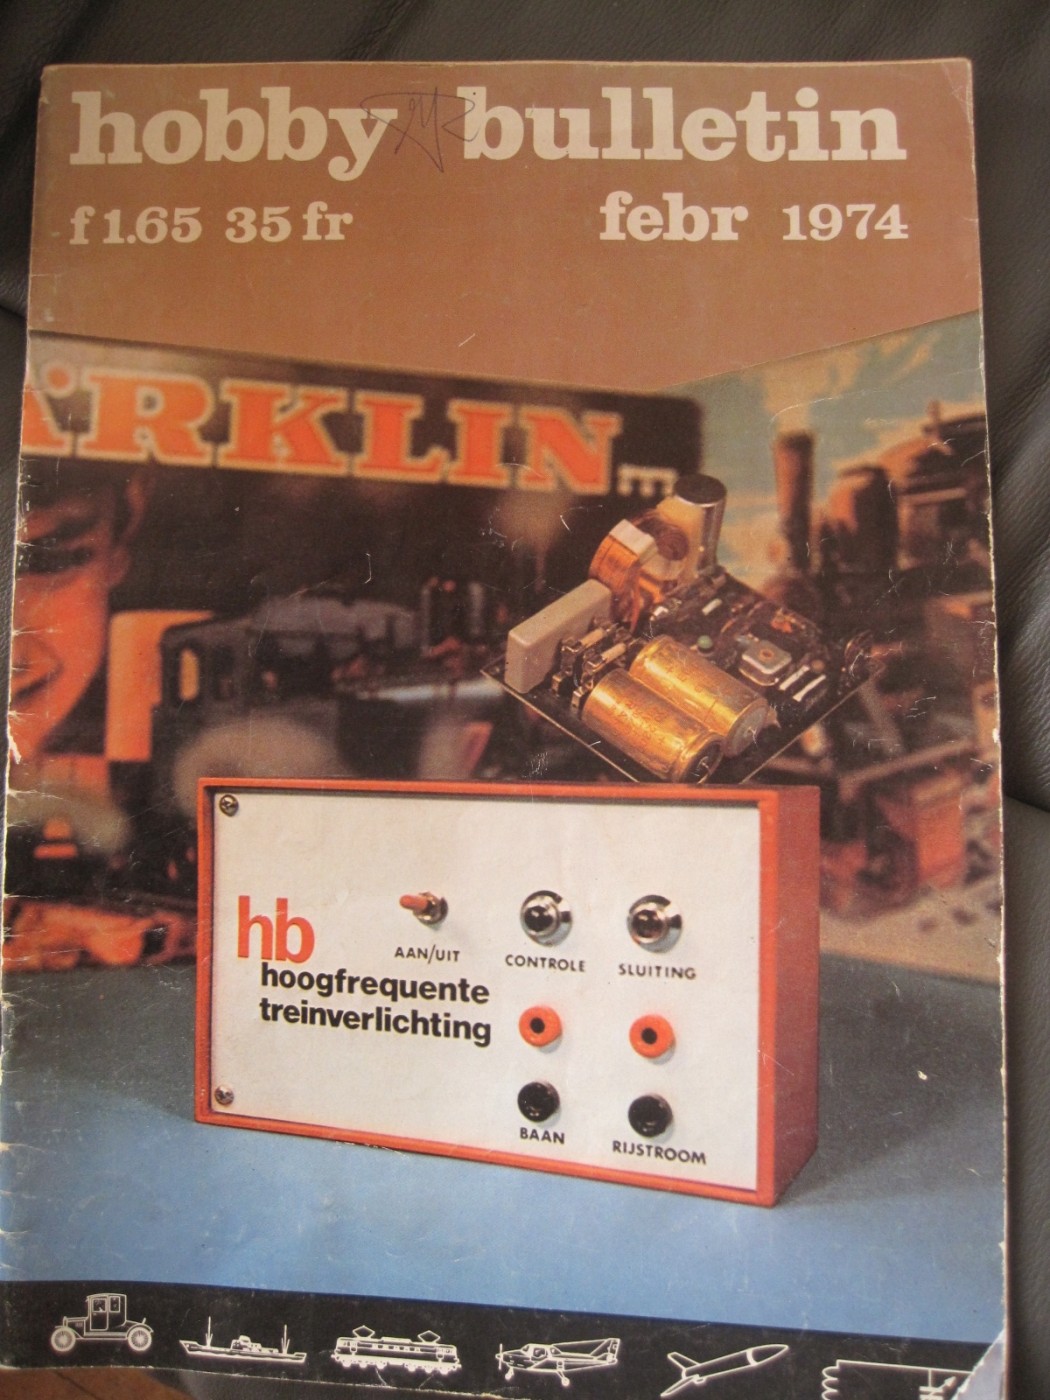 hobby bulletin
f 1.65 35 fr febr 1974
ÄRKLIN
hb
hoogfrequente
treinverlichting
AAN/UIT
CONTROLE
SLUITING
BAAN
RIJSTROOM